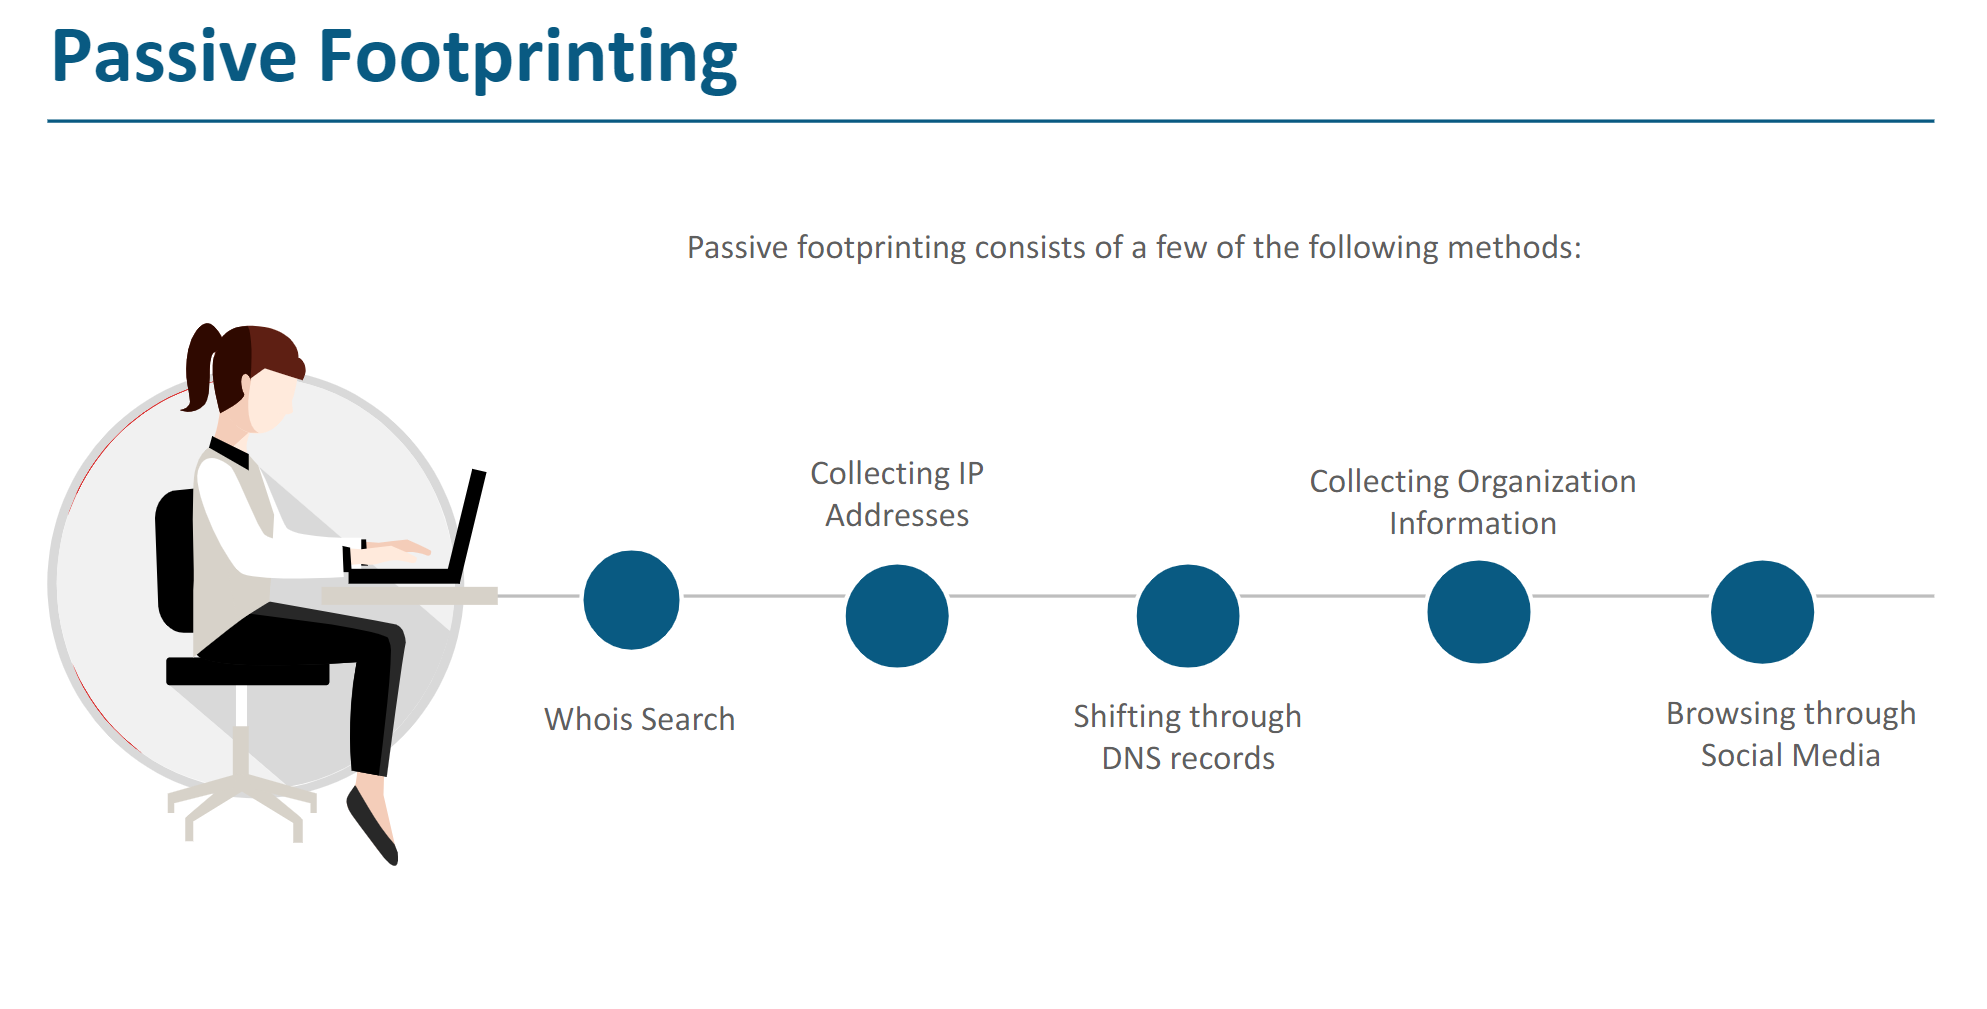 Passive Footprinting
Passive footprinting consists of a few of the following methods:
Whois Search
Collecting IP
Addresses
Shifting through
DNS records
Collecting Organization
Information
Browsing through
Social Media